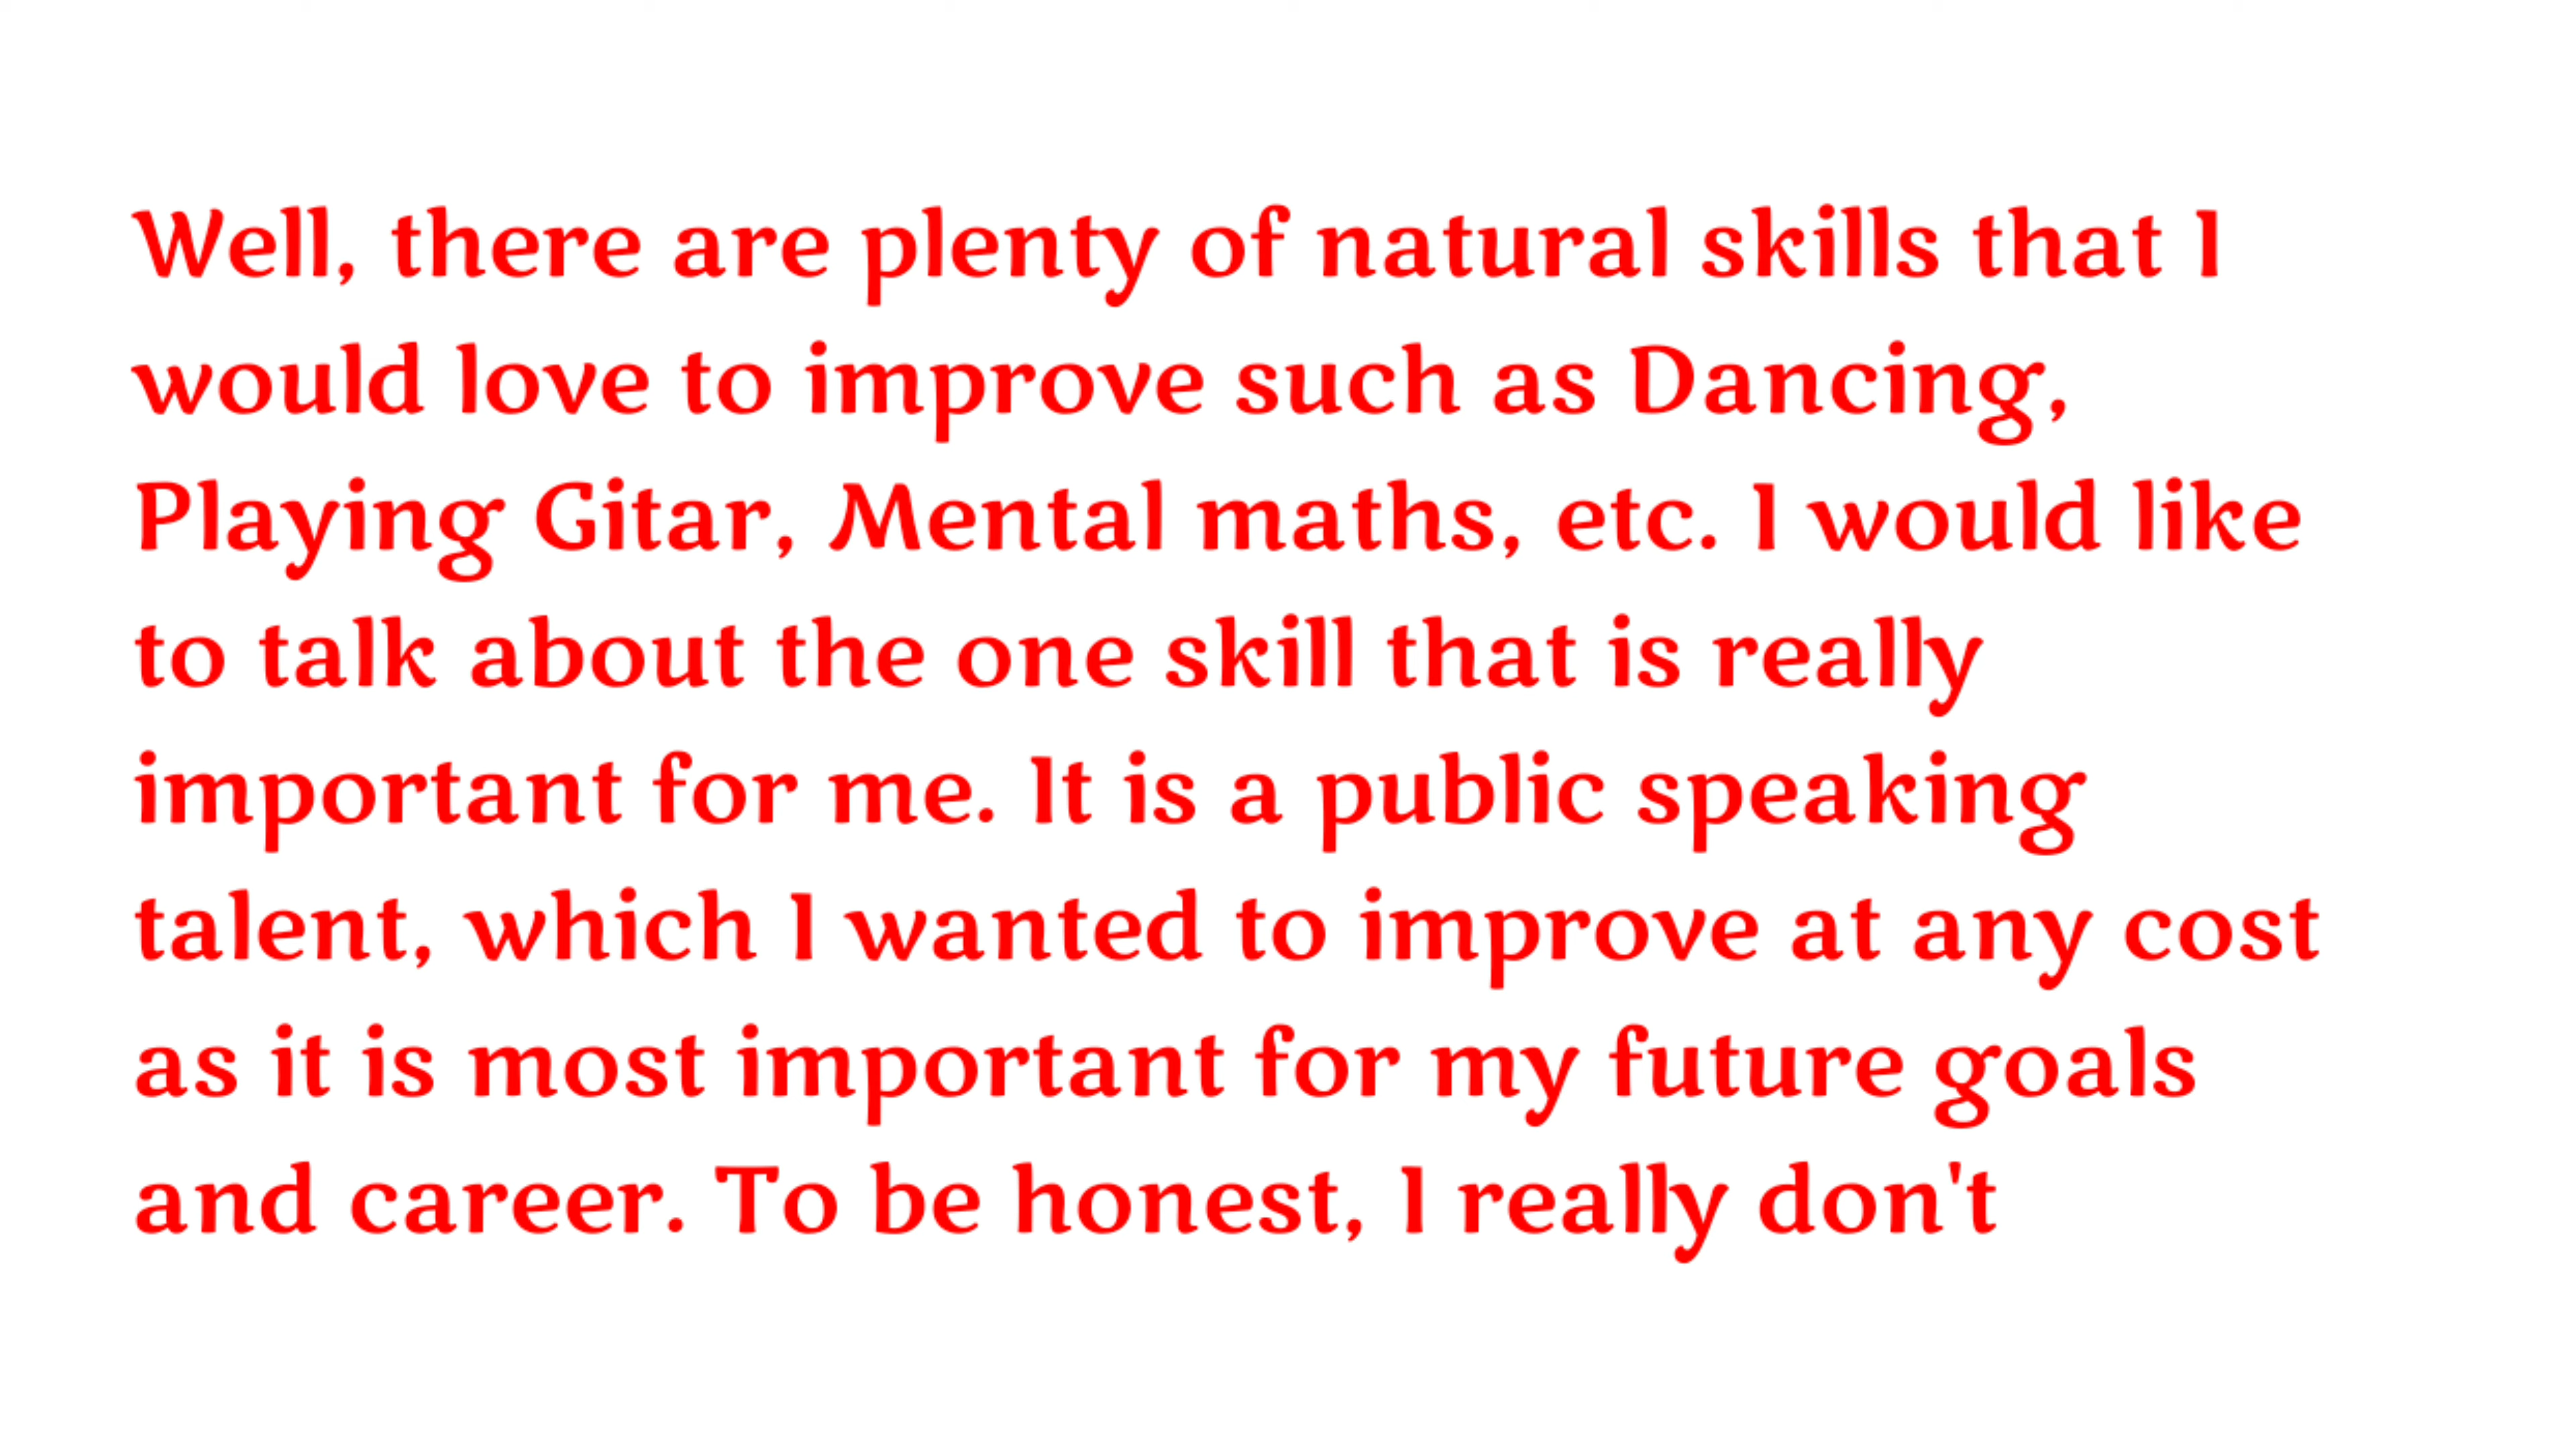 Well, there are plenty of natural skills that I
would love to improve such as Dancing,
Playing Gitar, Mental maths, etc. I would like
to talk about the one skill that is really
important for me. It is a public speaking
talent, which I wanted to improve at any cost
as it is most important for my future goals
and career. To be honest, I really don't